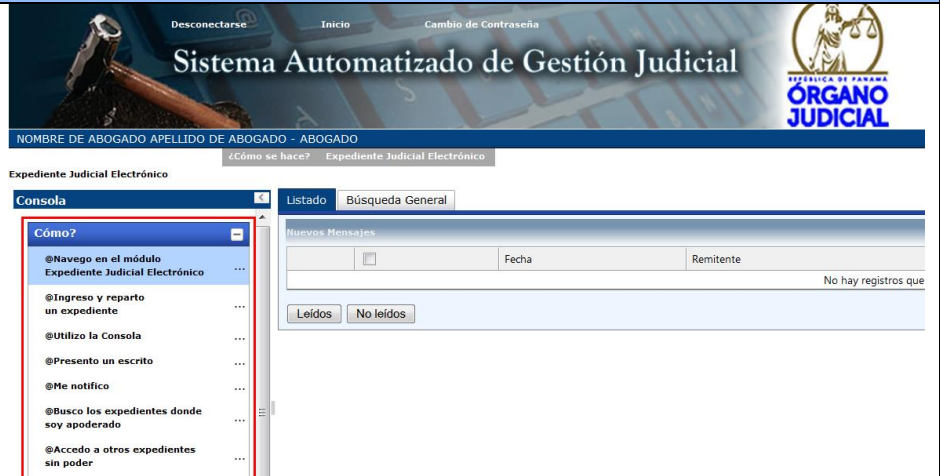 Desconectarse Inicio Cambio de Contraseña
Sistema Automatizado de Gestión Judicial
REPÚBLICA DE PANAMÁ
ÓRGANO
JUDICIAL
NOMBRE DE ABOGADO APELLIDO DE ABOGADO - ABOGADO
¿Cómo se hace? Expediente Judicial Electrónico
Expediente Judicial Electrónico
Consola
Listado Búsqueda General
Cómo?
Nuevos Mensajes
Fecha Remitente
No hay registros que
Leídos No leídos
@Navego en el módulo
Expediente Judicial Electrónico ...
@Ingreso y reparto
un expediente ...
@Utilizo la Consola ...
@Presento un escrito ...
@Me notifico ...
@Busco los expedientes donde
soy apoderado ...
@Accedo a otros expedientes
sin poder ...